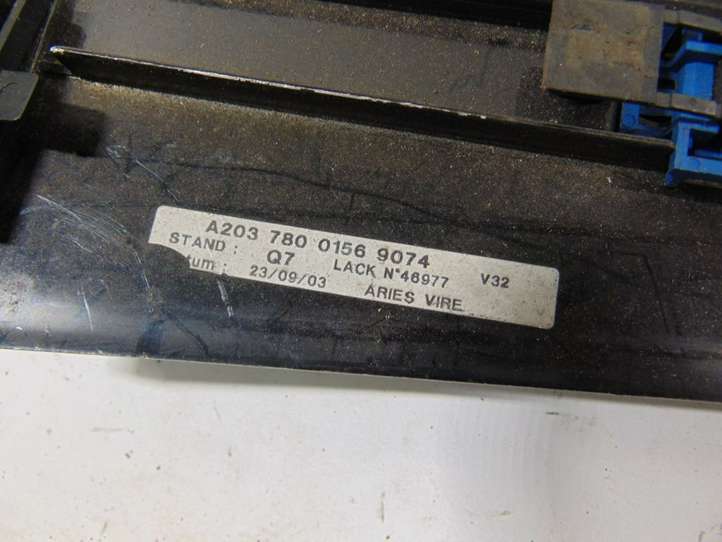 A203 780 0156 9074
STAND : Q7 LACK N°46977 V32
tum : 23/09/03 ARIES VIRE